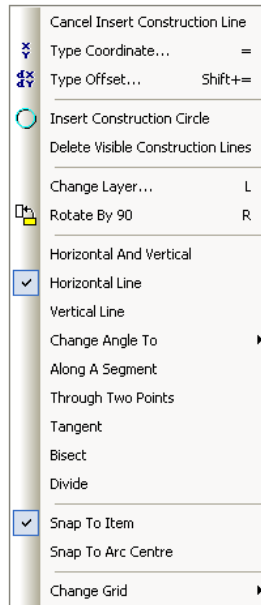 Cancel Insert Construction Line
X Y Type Coordinate... =
dX dY Type Offset... Shift+=
Insert Construction Circle
Delete Visible Construction Lines
Change Layer... L
Rotate By 90 R
Horizontal And Vertical
Horizontal Line
Vertical Line
Change Angle To
Along A Segment
Through Two Points
Tangent
Bisect
Divide
Snap To Item
Snap To Arc Centre
Change Grid